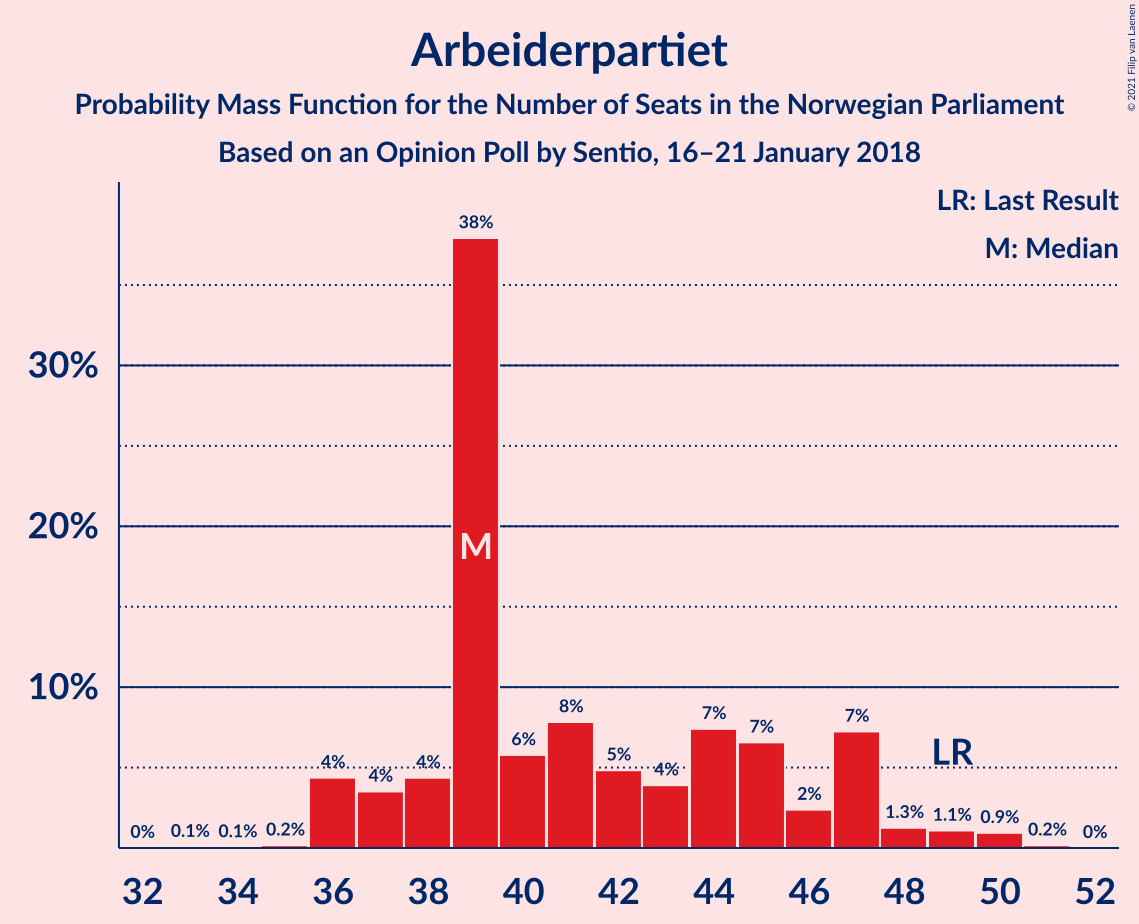 Arbeiderpartiet
Probability Mass Function for the Number of Seats in the Norwegian Parliament
Based on an Opinion Poll by Sentio, 16–21 January 2018
© 2021 Filip van Laenen
LR: Last Result
M: Median
38%
30%
20%
M
10%
8%
7%
7%
7%
6%
5%
LR
4%
4%
4%
4%
2%
0%
0.1%
0.1%
0.2%
1.3%
1.1%
0.9%
0.2%
0%
32 34 36 38 40 42 44 46 48 50 52